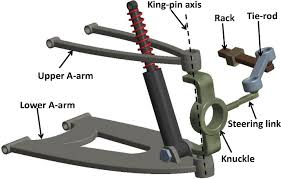 King-pin axis
Tie-rod
Rack
Upper A-arm
Lower A-arm
Steering link
Knuckle